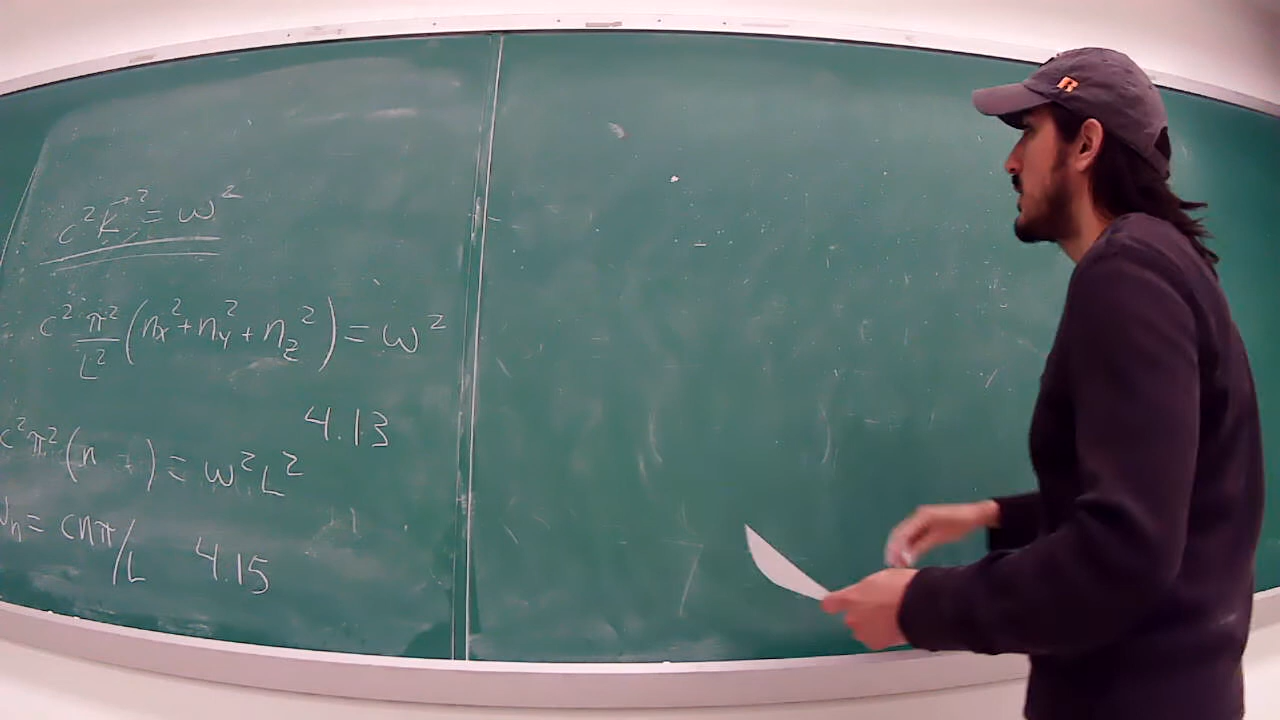 c²k⃗² = ω²
c² π²/L² (nx² + ny² + nz²) = ω²
4.13
c²π²(n ) = ω²L²
ωn = cnπ/L 4.15
R